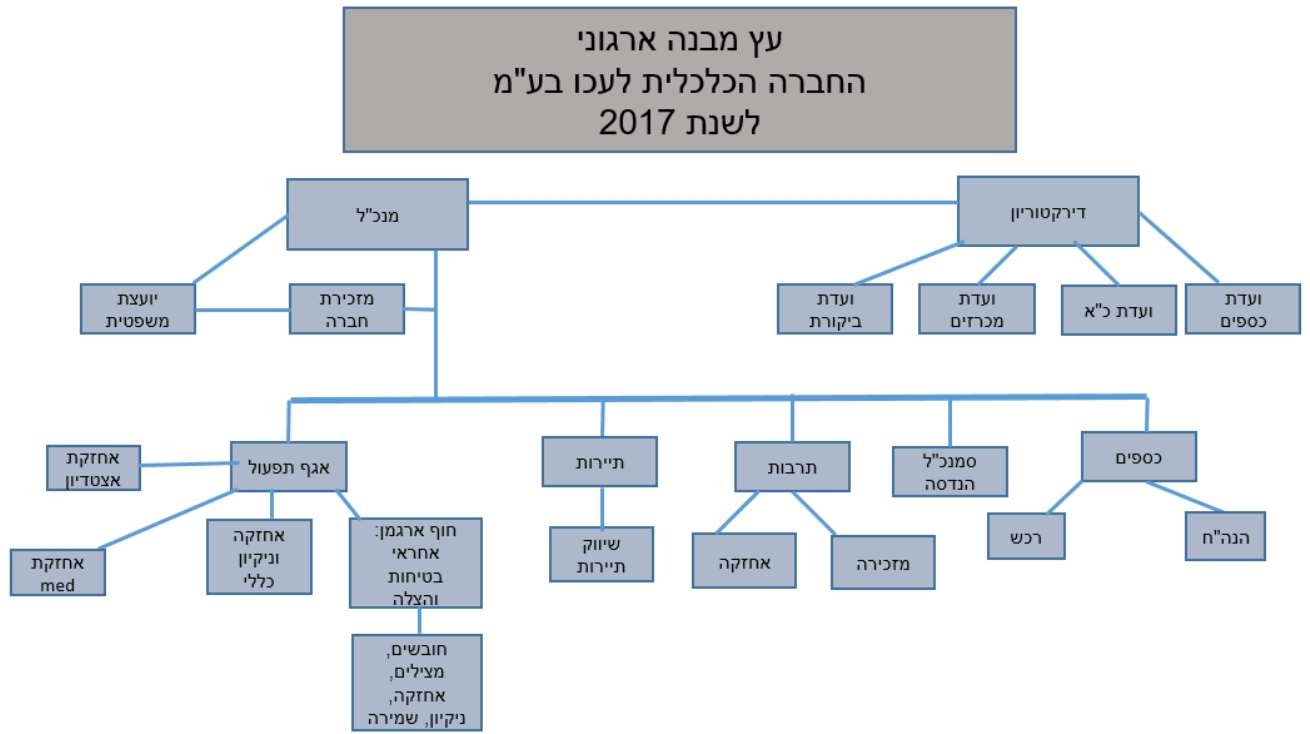 עץ מבנה ארגוני
החברה הכלכלית לעכו בע"מ
לשנת 2017
דירקטוריון
מנכ"ל
ועדת
כספים
ועדת כ"א
ועדת
מכרזים
ועדת
ביקורת
מזכירת
חברה
יועצת
משפטית
כספים
סמנכ"ל
הנדסה
תרבות
תיירות
אגף תפעול
אחזקת
אצטדיון
הנה"ח
רכש
מזכירה
אחזקה
שיווק
תיירות
חוף ארגמן:
אחראי
בטיחות
והצלה
אחזקה
וניקיון
כללי
אחזקת
med
חובשים,
מצילים,
אחזקה,
ניקיון, שמירה